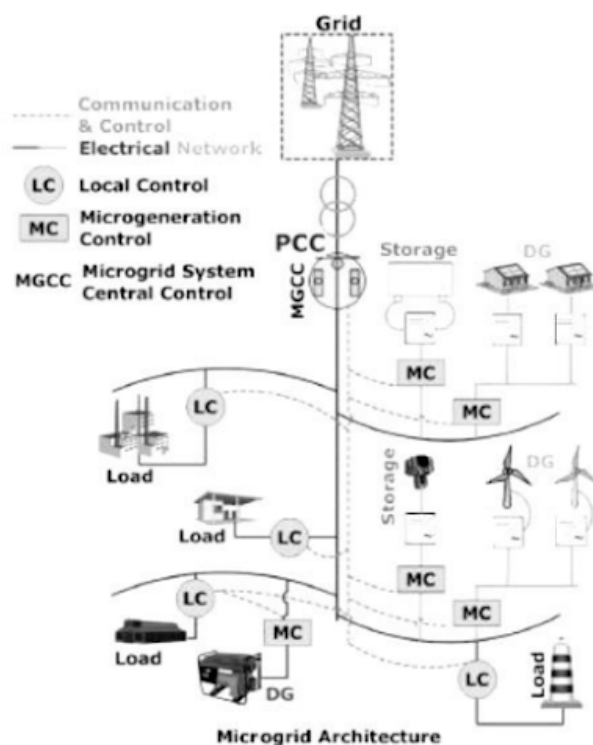 Grid
Communication
& Control
Electrical Network
LC Local Control
MC Microgeneration
Control
MGCC Microgrid System
Central Control
PCC
MGCC
Storage
DG
MC
MC
LC
Load
Storage
DG
Load
LC
MC
LC
MC
MC
Load
DG
LC
Load
Microgrid Architecture